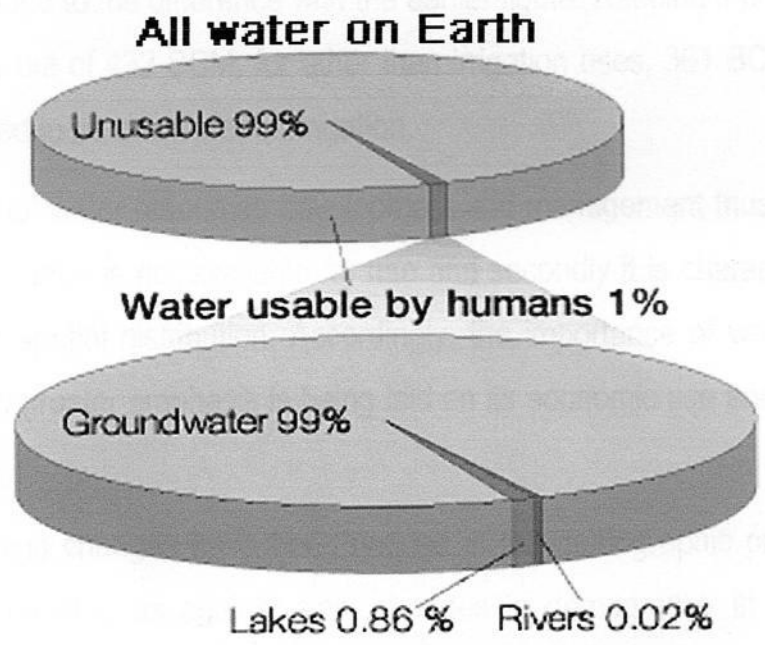 All water on Earth
Unusable 99%
Water usable by humans 1%
Groundwater 99%
Lakes 0.86 %
Rivers 0.02%